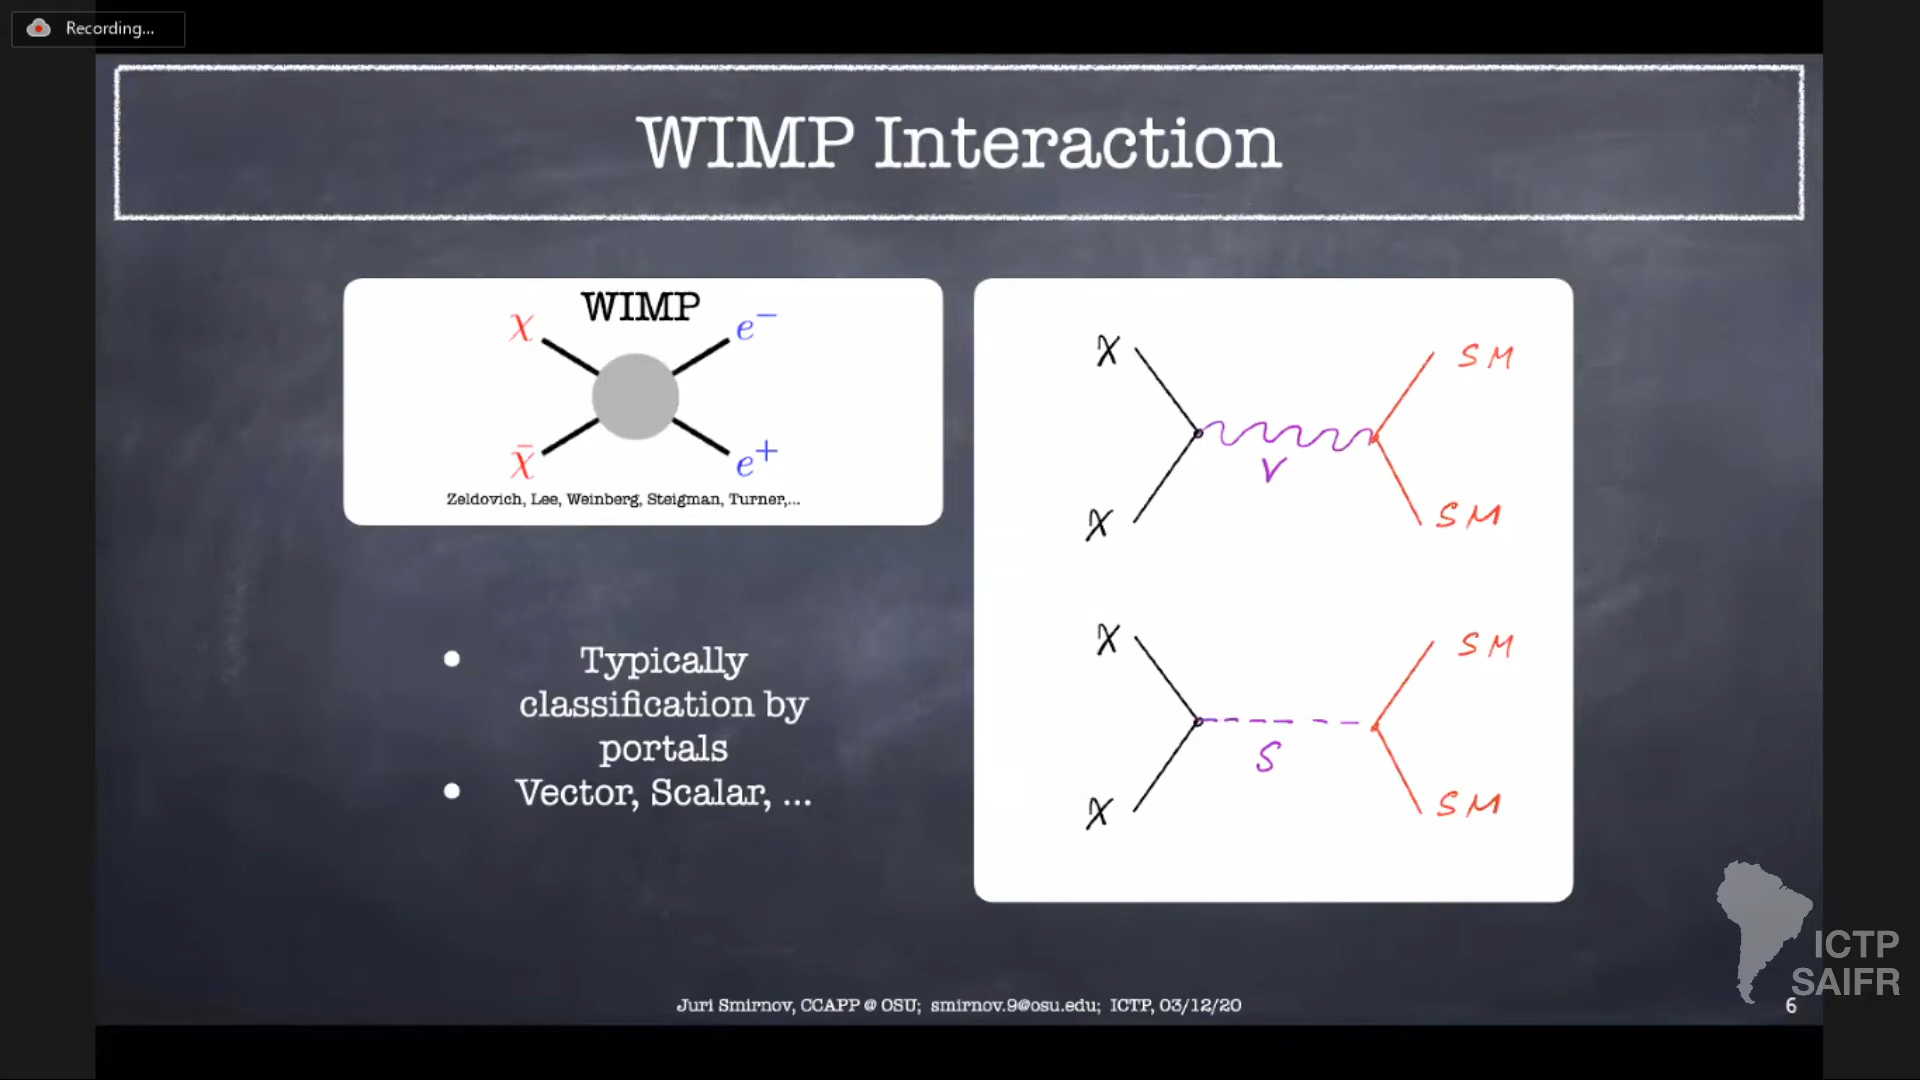 Recording...
WIMP Interaction
WIMP
χ
e⁻
χ̄
e⁺
Zeldovich, Lee, Weinberg, Steigman, Turner,...
χ
SM
V
χ
SM
χ
SM
S
χ
SM
• Typically
classification by
portals
• Vector, Scalar, ...
ICTP
SAIFR
Juri Smirnov, CCAPP @ OSU; smirnov.9@osu.edu; ICTP, 03/12/20
6